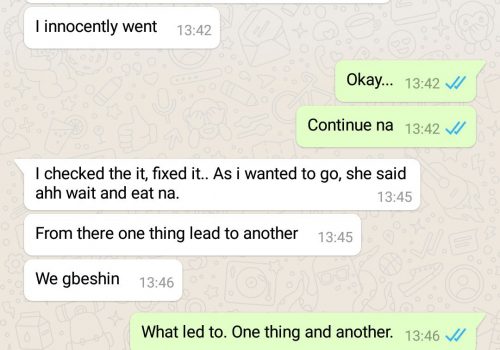 I innocently went 13:42
Okay... 13:42
Continue na 13:42
I checked the it, fixed it.. As i wanted to go, she said
ahh wait and eat na.
13:45
From there one thing lead to another 13:45
We gbeshin 13:46
What led to. One thing and another. 13:46